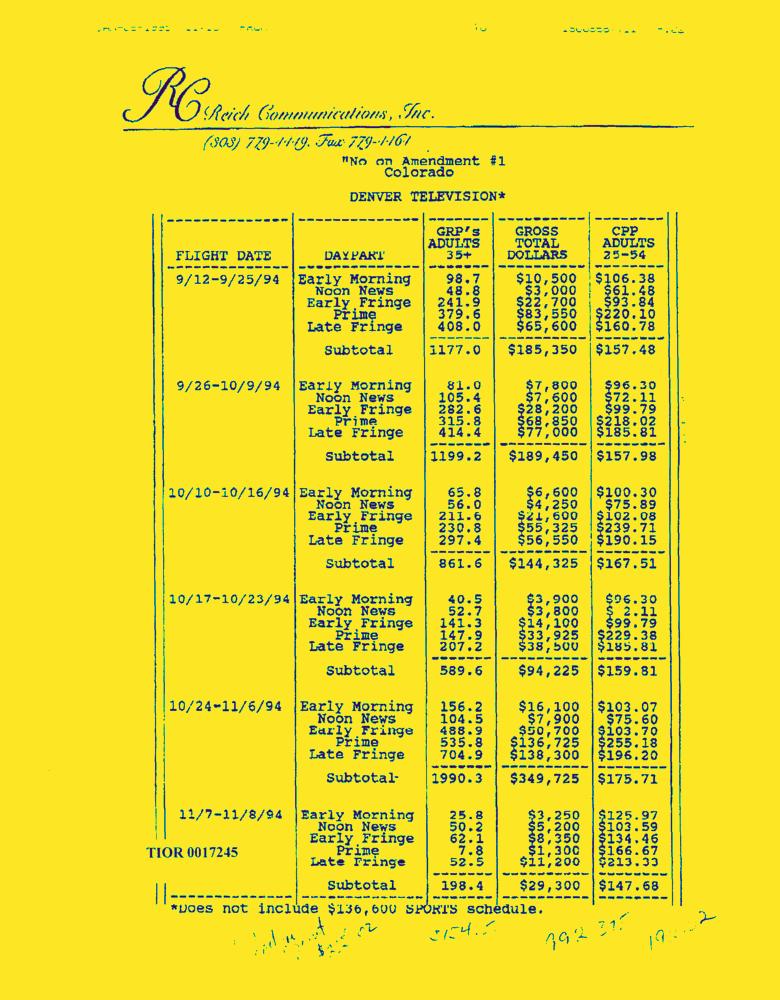 RC Reich Communications, Inc.
"No on Amendment #1
Colorado
DENVER TELEVISION*
FLIGHT DATE DAYPART GRP's ADULTS 35+ GROSS TOTAL DOLLARS CPP ADULTS 25-54
9/12-9/25/94 Early Morning 98.7 $10,500 $106.38
Noon News 48.8 $3,000 $61.48
Early Fringe 241.9 $22,700 $93.84
Prime 379.6 $83,550 $220.10
Late Fringe 408.0 $65,600 $160.78
Subtotal 1177.0 $185,350 $157.48
9/26-10/9/94 Early Morning 81.0 $7,800 $96.30
Noon News 105.4 $7,600 $72.11
Early Fringe 282.6 $28,200 $99.79
Prime 315.8 $68,850 $218.02
Late Fringe 414.4 $77,000 $185.81
Subtotal 1199.2 $189,450 $157.98
10/10-10/16/94 Early Morning 65.8 $6,600 $100.30
Noon News 56.0 $4,250 $75.89
Early Fringe 211.6 $21,600 $102.08
Prime 230.8 $55,325 $239.71
Late Fringe 297.4 $56,550 $190.15
Subtotal 861.6 $144,325 $167.51
10/17-10/23/94 Early Morning 40.5 $3,900 $96.30
Noon News 52.7 $3,800 $ 2.11
Early Fringe 141.3 $14,100 $99.79
Prime 147.9 $33,925 $229.38
Late Fringe 207.2 $38,500 $185.81
Subtotal 589.6 $94,225 $159.81
10/24-11/6/94 Early Morning 156.2 $16,100 $103.07
Noon News 104.5 $7,900 $75.60
Early Fringe 488.9 $50,700 $103.70
Prime 535.8 $136,725 $255.18
Late Fringe 704.9 $138,300 $196.20
Subtotal 1990.3 $349,725 $175.71
11/7-11/8/94 Early Morning 25.8 $3,250 $125.97
Noon News 50.2 $5,200 $103.59
Early Fringe 62.1 $8,350 $134.46
Prime 7.8 $1,300 $166.67
TIOR 0017245
Late Fringe 52.5 $11,200 $213.33
Subtotal 198.4 $29,300 $147.68
*Does not include $136,600 SPORTS schedule.